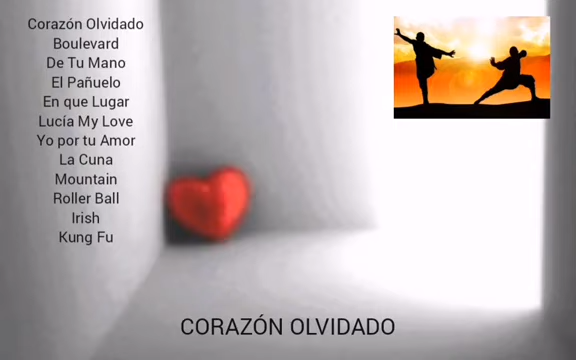 Corazón Olvidado
Boulevard
De Tu Mano
El Pañuelo
En que Lugar
Lucía My Love
Yo por tu Amor
La Cuna
Mountain
Roller Ball
Irish
Kung Fu
CORAZÓN OLVIDADO